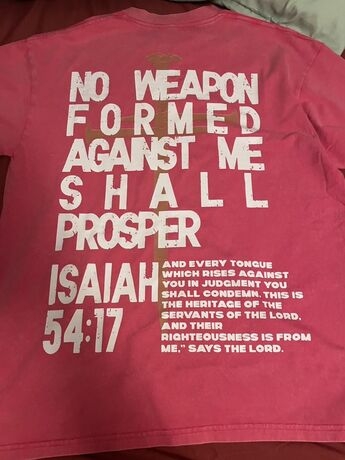 NO WEAPON
FORMED
AGAINST ME
SHALL
PROSPER
ISAIAH
54:17
AND EVERY TONGUE
WHICH RISES AGAINST
YOU IN JUDGMENT YOU
SHALL CONDEMN. THIS IS
THE HERITAGE OF THE
SERVANTS OF THE LORD,
AND THEIR
RIGHTEOUSNESS IS FROM
ME," SAYS THE LORD.